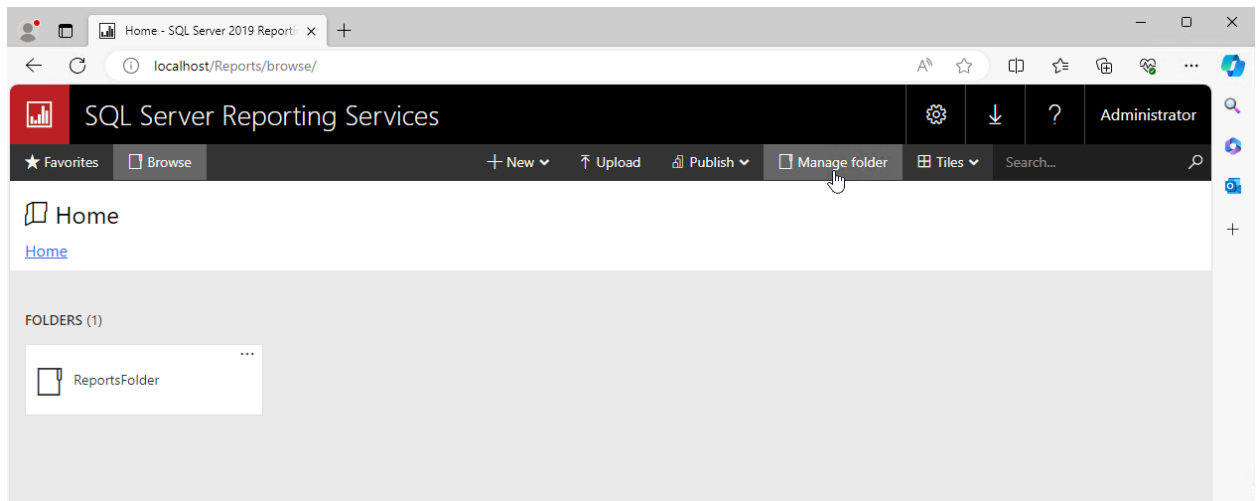 Home - SQL Server 2019 Reporti
localhost/Reports/browse/
SQL Server Reporting Services
Administrator
Favorites Browse New Upload Publish Manage folder Tiles Search...
Home
Home
FOLDERS (1)
ReportsFolder